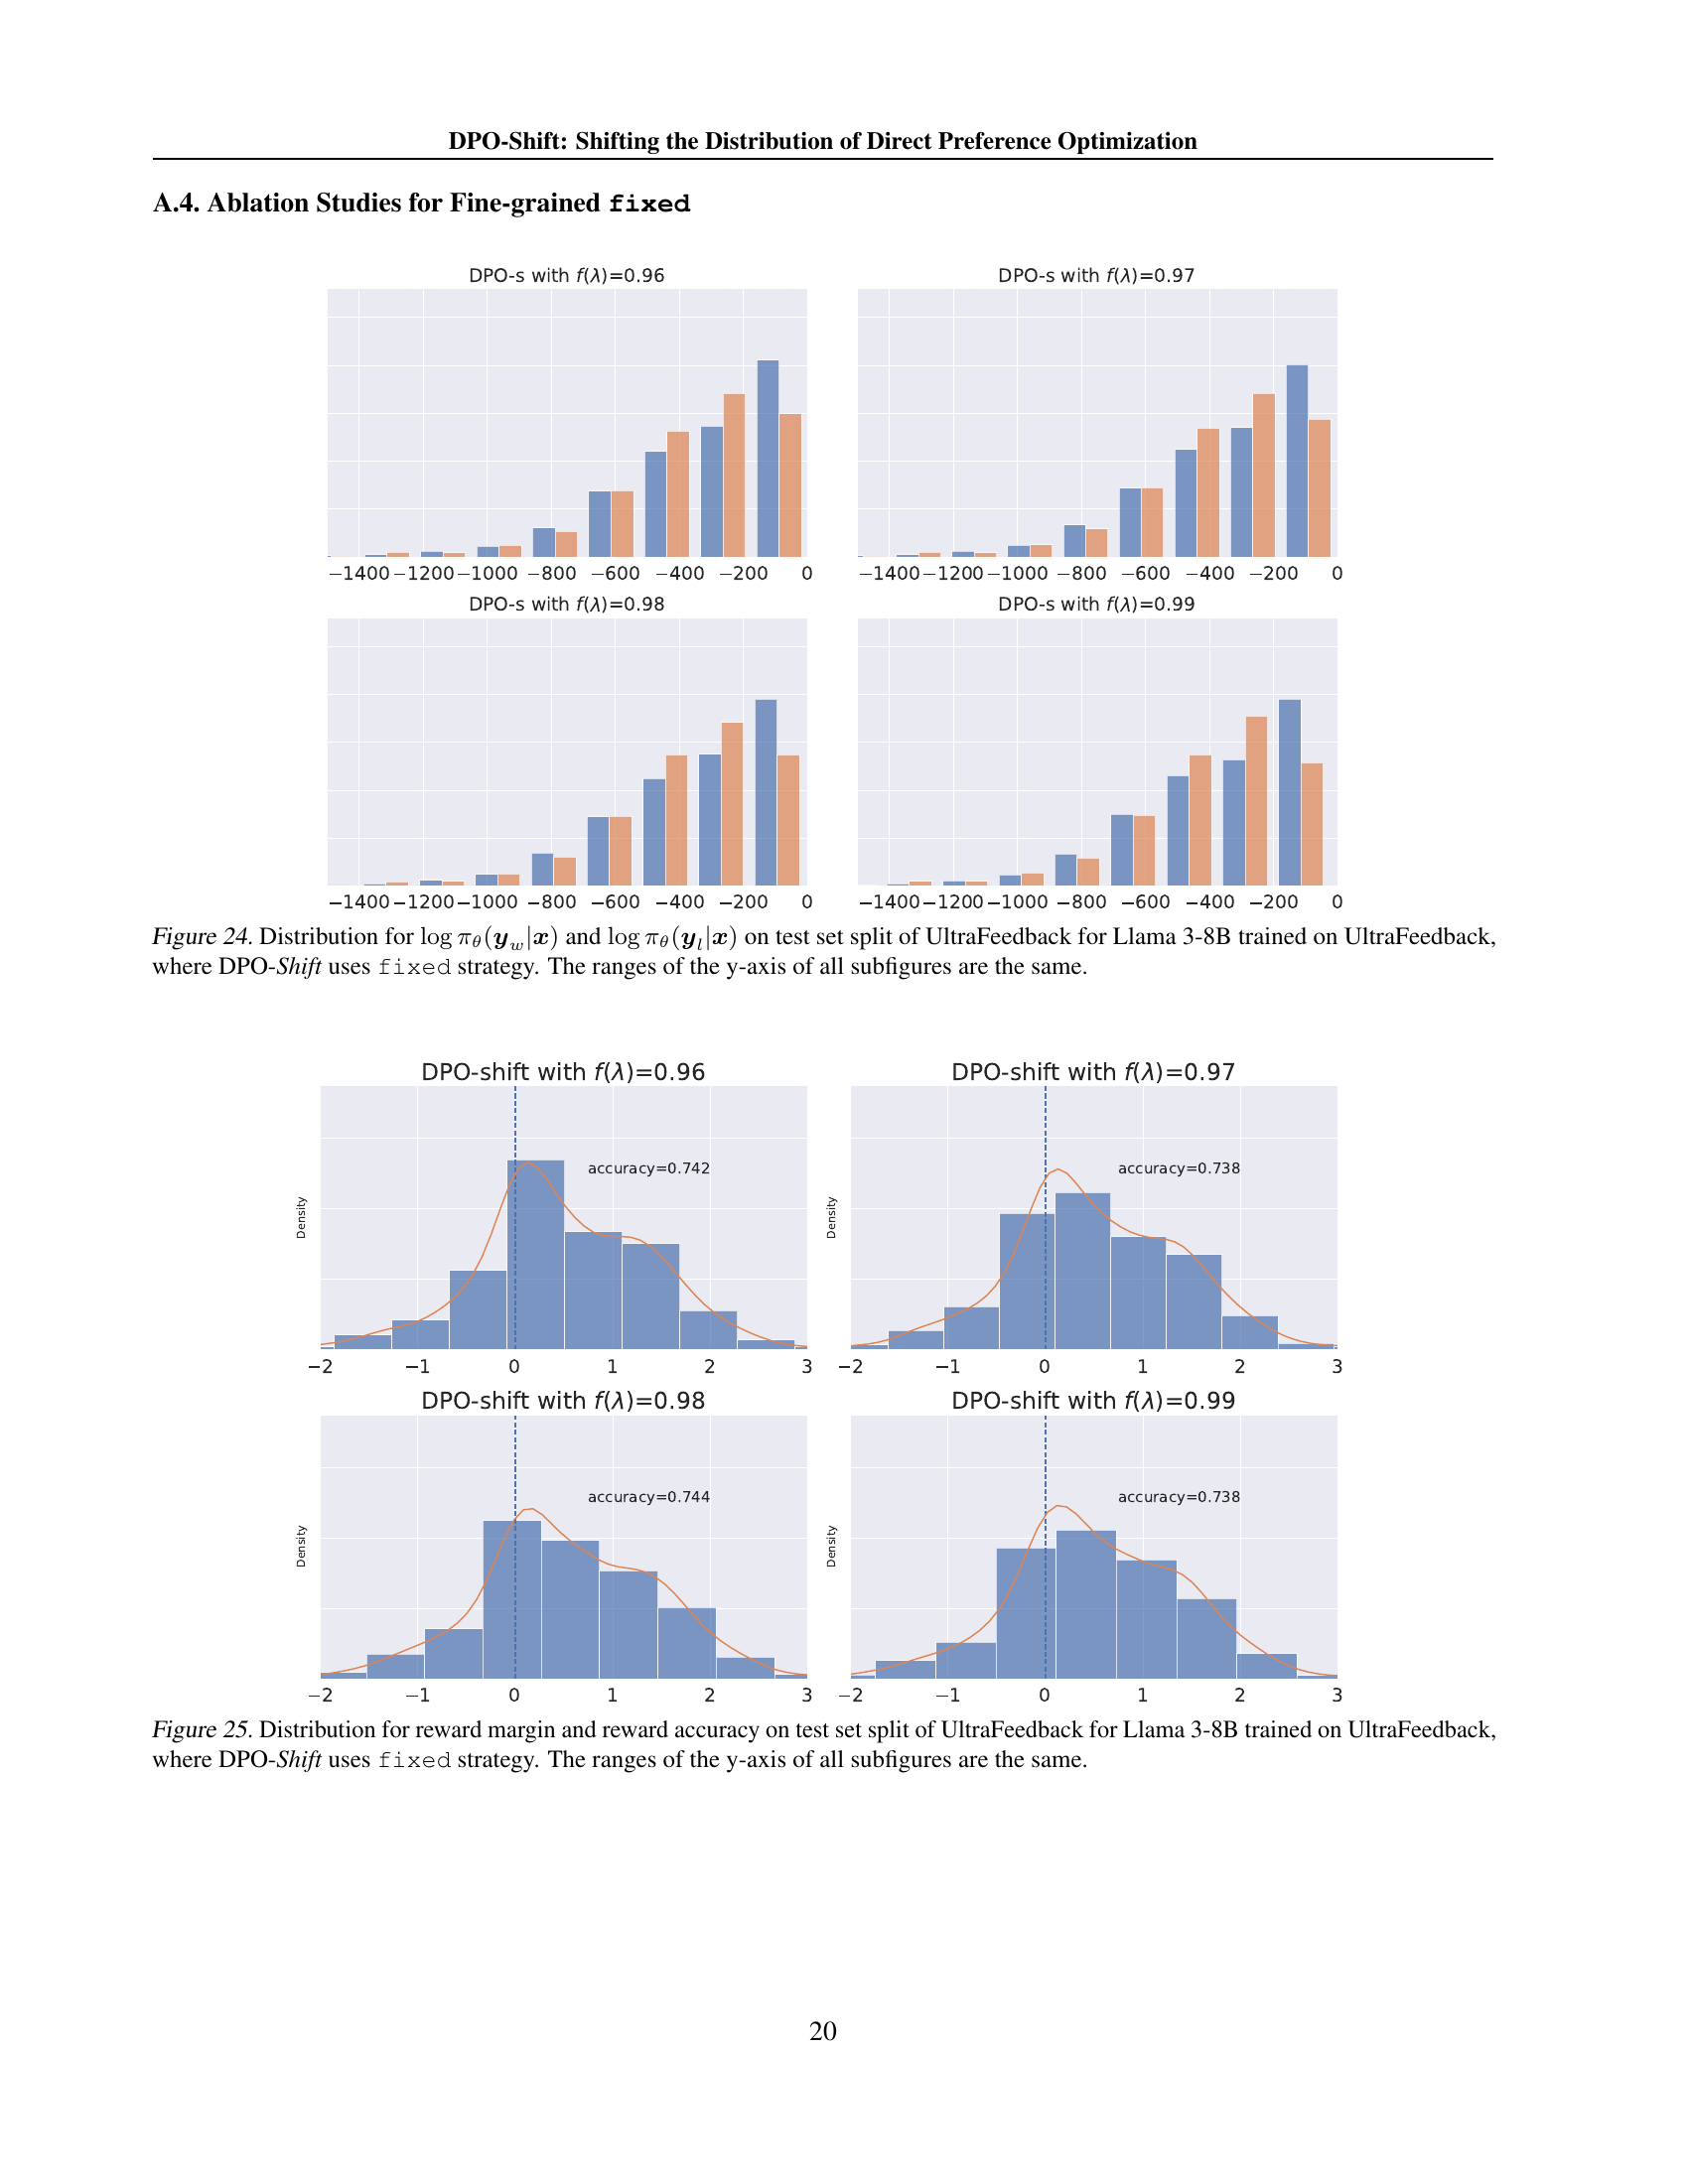 DPO-Shift: Shifting the Distribution of Direct Preference Optimization
A.4. Ablation Studies for Fine-grained fixed
DPO-s with f(λ)=0.96
DPO-s with f(λ)=0.97
−1400 −1200 −1000 −800 −600 −400 −200 0
−1400 −1200 −1000 −800 −600 −400 −200 0
DPO-s with f(λ)=0.98
DPO-s with f(λ)=0.99
−1400 −1200 −1000 −800 −600 −400 −200 0
−1400 −1200 −1000 −800 −600 −400 −200 0
Figure 24. Distribution for log πθ(yw|x) and log πθ(yl|x) on test set split of UltraFeedback for Llama 3-8B trained on UltraFeedback,
where DPO-Shift uses fixed strategy. The ranges of the y-axis of all subfigures are the same.
DPO-shift with f(λ)=0.96
DPO-shift with f(λ)=0.97
accuracy=0.742
accuracy=0.738
Density
Density
−2 −1 0 1 2 3
−2 −1 0 1 2 3
DPO-shift with f(λ)=0.98
DPO-shift with f(λ)=0.99
accuracy=0.744
accuracy=0.738
Density
Density
−2 −1 0 1 2 3
−2 −1 0 1 2 3
Figure 25. Distribution for reward margin and reward accuracy on test set split of UltraFeedback for Llama 3-8B trained on UltraFeedback,
where DPO-Shift uses fixed strategy. The ranges of the y-axis of all subfigures are the same.
20